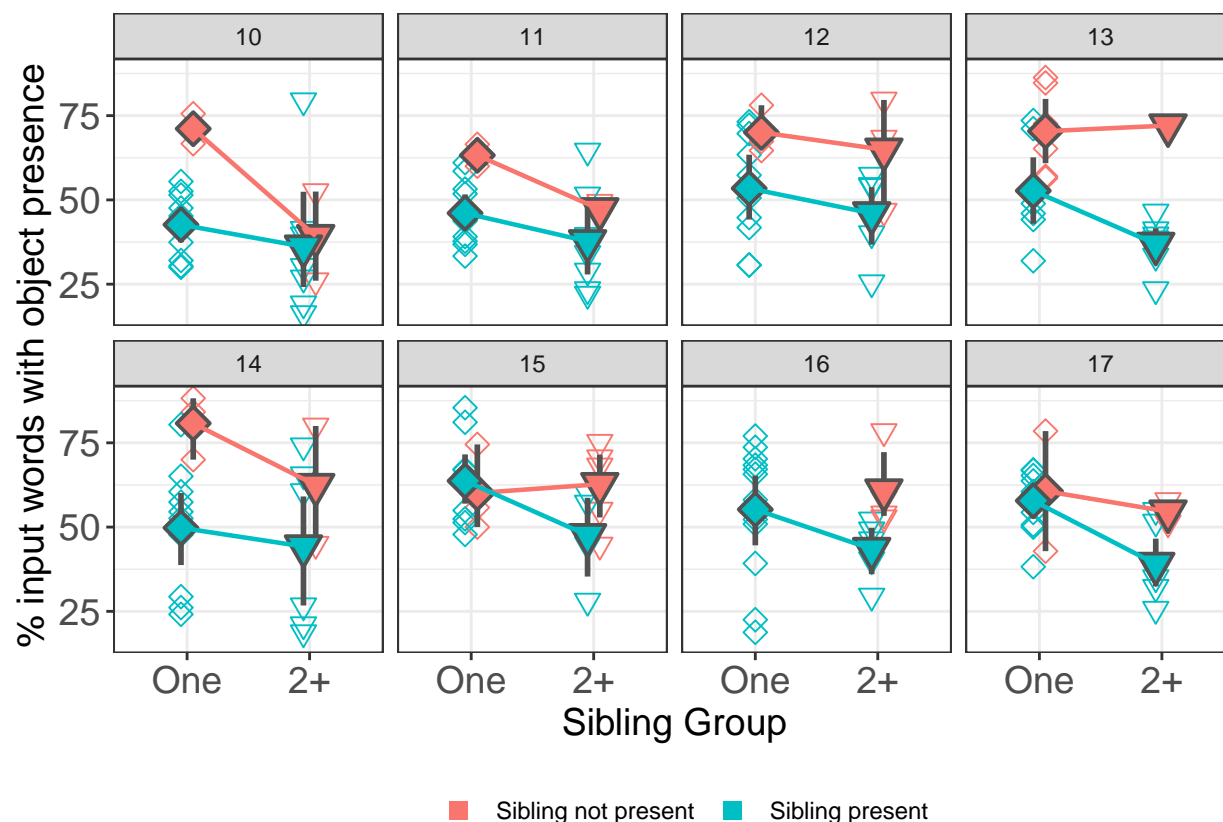 10 11 12 13
% input words with object presence
75
50
25
14 15 16 17
75
50
25
One 2+ One 2+ One 2+ One 2+
Sibling Group
Sibling not present Sibling present